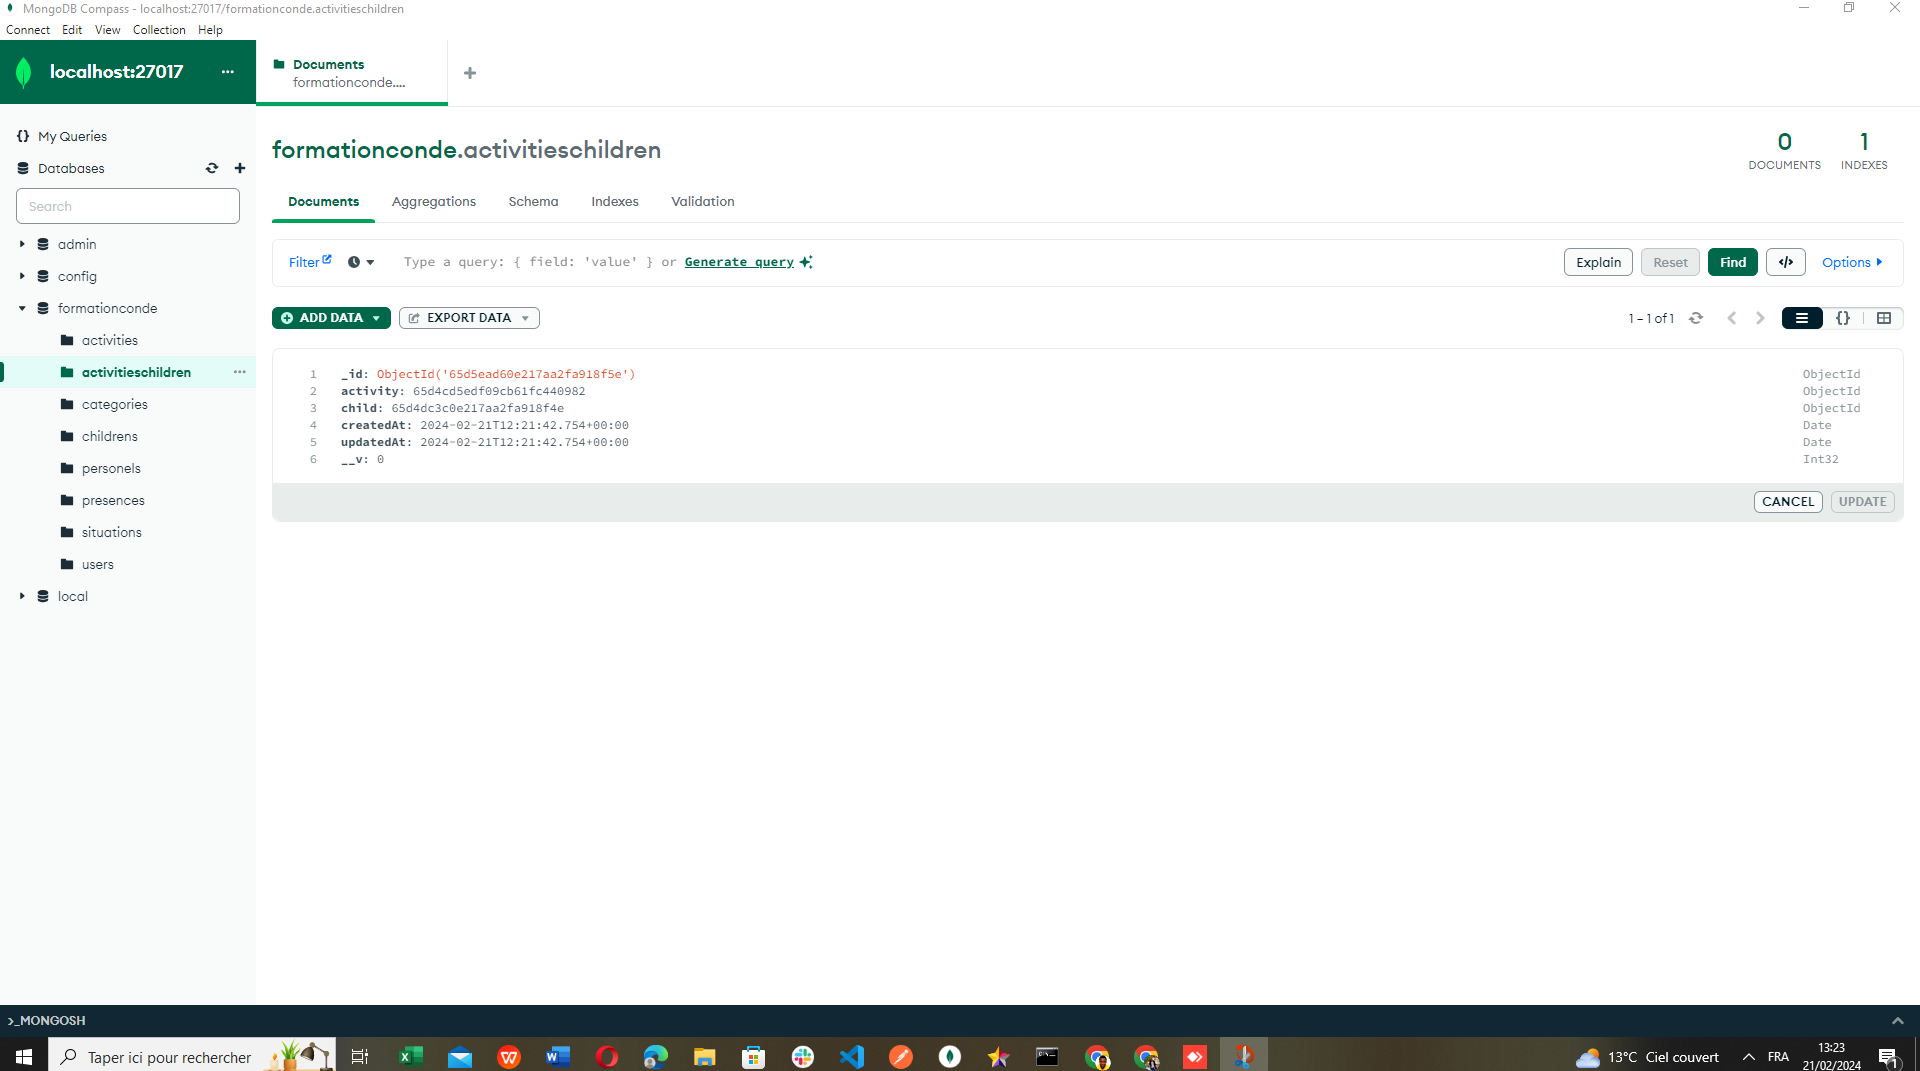 MongoDB Compass - localhost:27017/formationconde.activitieschildren
Connect Edit View Collection Help
localhost:27017
Documents
formationconde....
My Queries
Databases
Search
admin
config
formationconde
activities
activitieschildren
categories
childrens
personels
presences
situations
users
local
formationconde.activitieschildren
0 DOCUMENTS
1 INDEXES
Documents Aggregations Schema Indexes Validation
Filter Type a query: { field: 'value' } or Generate query Explain Reset Find </> Options
ADD DATA EXPORT DATA 1 – 1 of 1 {}
1 _id: ObjectId('65d5ead60e217aa2fa918f5e') ObjectId
2 activity: 65d4cd5edf09cb61fc440982 ObjectId
3 child: 65d4dc3c0e217aa2fa918f4e ObjectId
4 createdAt: 2024-02-21T12:21:42.754+00:00 Date
5 updatedAt: 2024-02-21T12:21:42.754+00:00 Date
6 __v: 0 Int32
CANCEL UPDATE
>_MONGOSH
Taper ici pour rechercher 13°C Ciel couvert FRA 13:23
21/02/2024 1